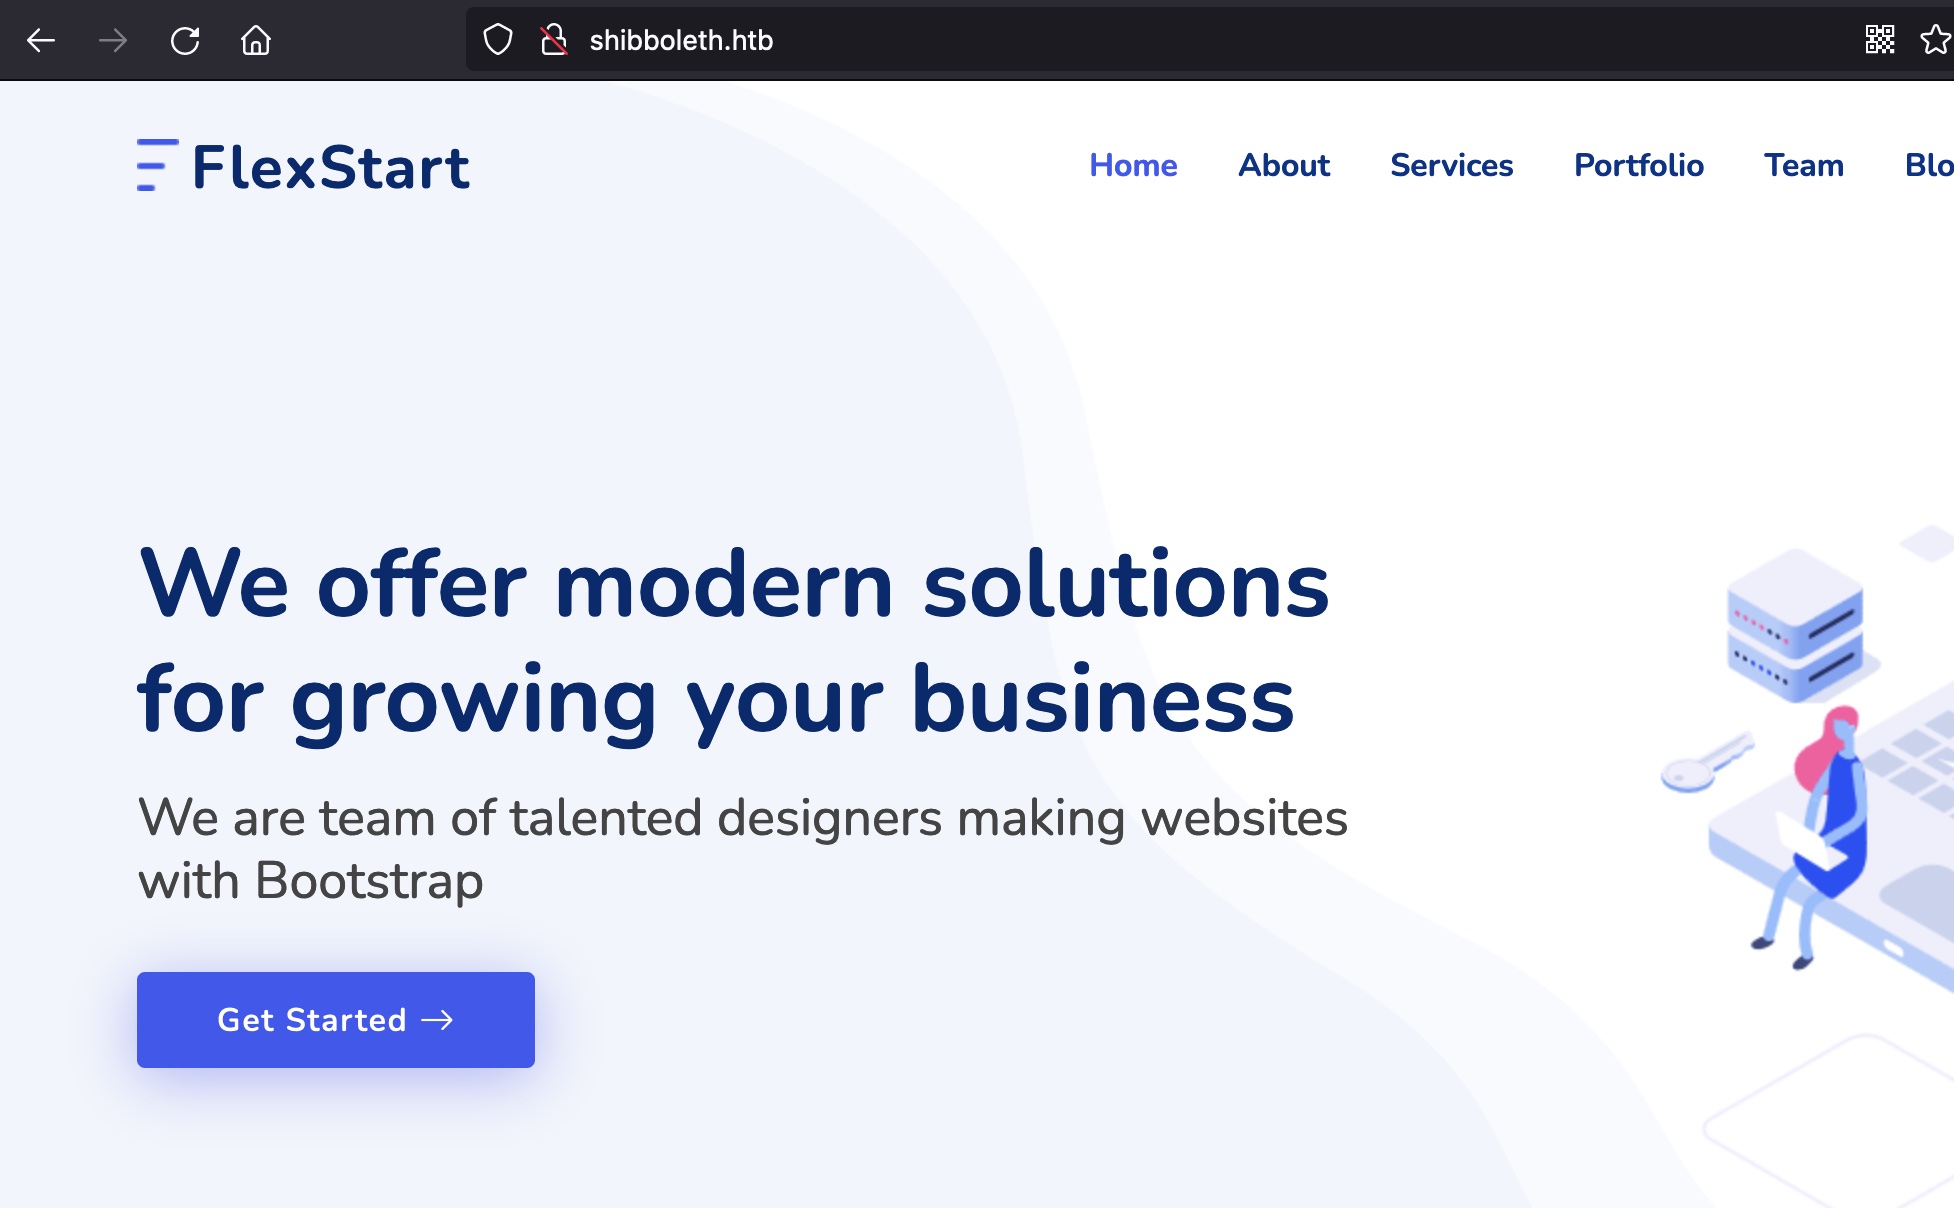 shibboleth.htb
FlexStart
Home About Services Portfolio Team Blo
We offer modern solutions
for growing your business
We are team of talented designers making websites
with Bootstrap
Get Started →